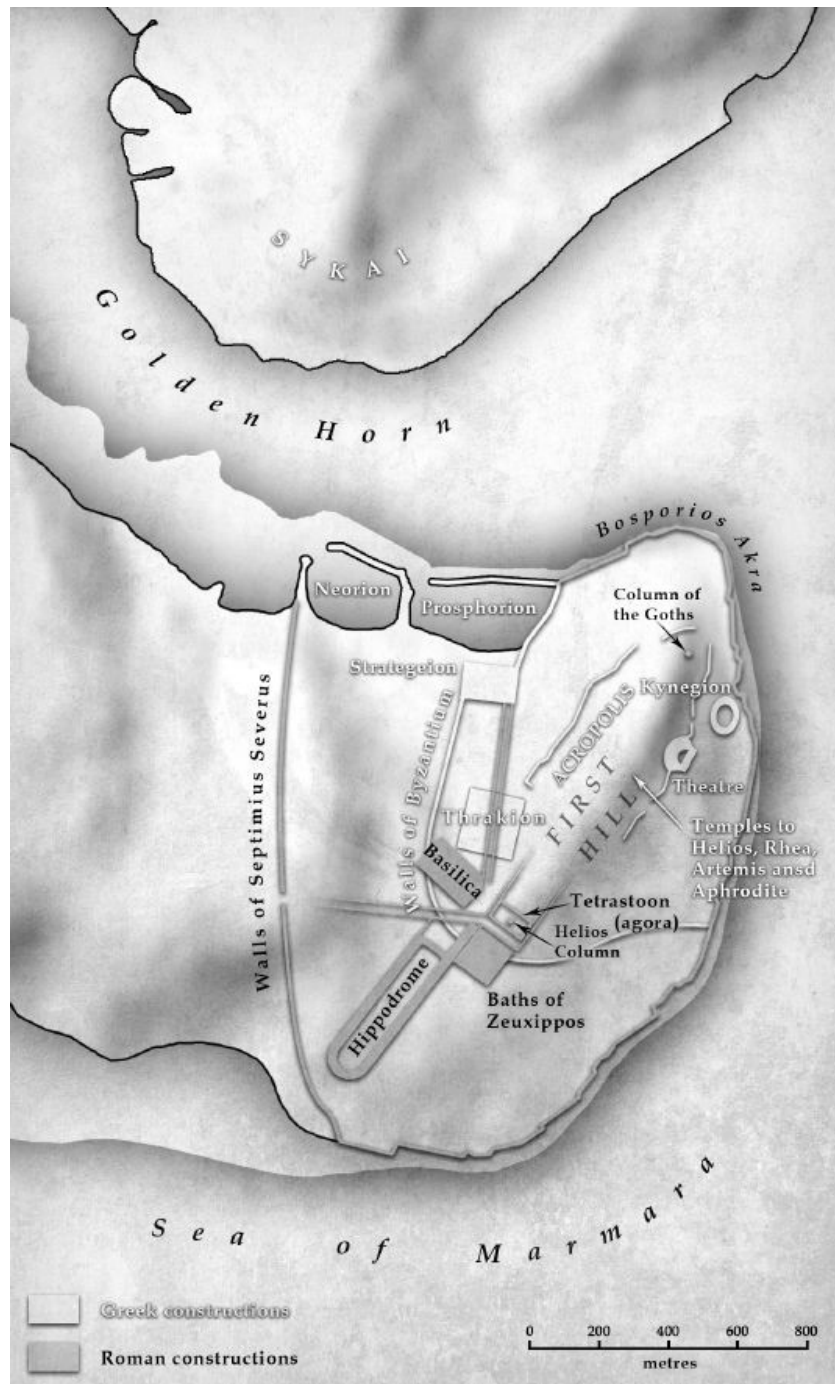 SYKAI
Golden Horn
Bosporios Akra
Neorion
Prosphorion
Column of
the Goths
Strategeion
Kynegion
ACROPOLIS
FIRST
HILL
Walls of Septimius Severus
Walls of Byzantium
Theatre
Thrakion
Temples to
Helios, Rhea,
Artemis ansd
Aphrodite
Basilica
Tetrastoon
(agora)
Helios
Column
Hippodrome
Baths of
Zeuxippos
Sea of Marmara
Greek constructions
Roman constructions
0 200 400 600 800
metres